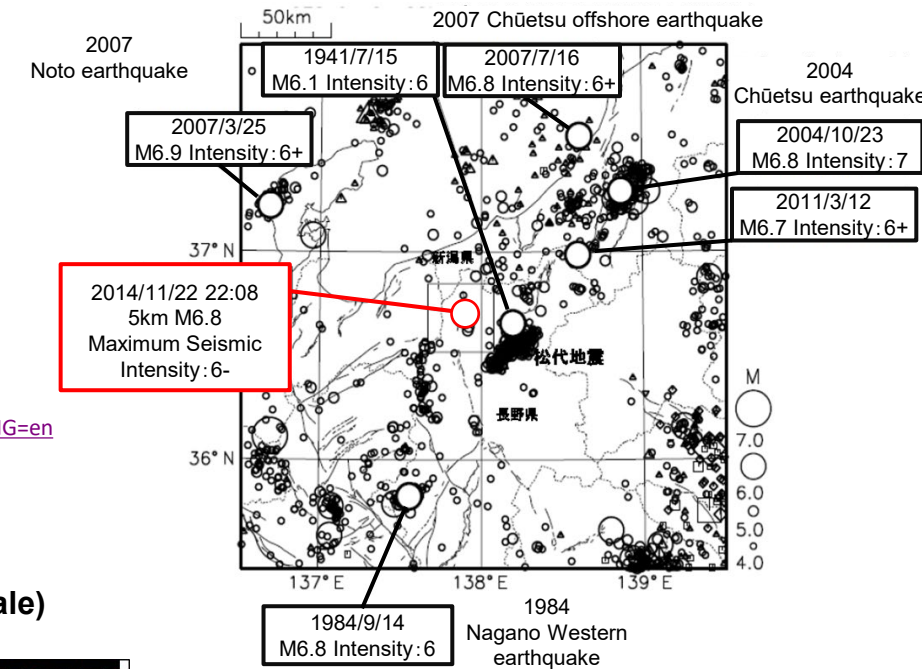 50km
2007 Chūetsu offshore earthquake
2007
Noto earthquake
1941/7/15
M6.1 Intensity:6
2007/7/16
M6.8 Intensity:6+
2004
Chūetsu earthquake
2007/3/25
M6.9 Intensity:6+
2004/10/23
M6.8 Intensity:7
2011/3/12
M6.7 Intensity:6+
37°N
新潟県
2014/11/22 22:08
5km M6.8
Maximum Seismic
Intensity:6-
松代地震
長野県
M
7.0
6.0
5.0
4.0
NG=en
36°N
137°E
138°E
139°E
ale)
1984/9/14
M6.8 Intensity:6
1984
Nagano Western
earthquake